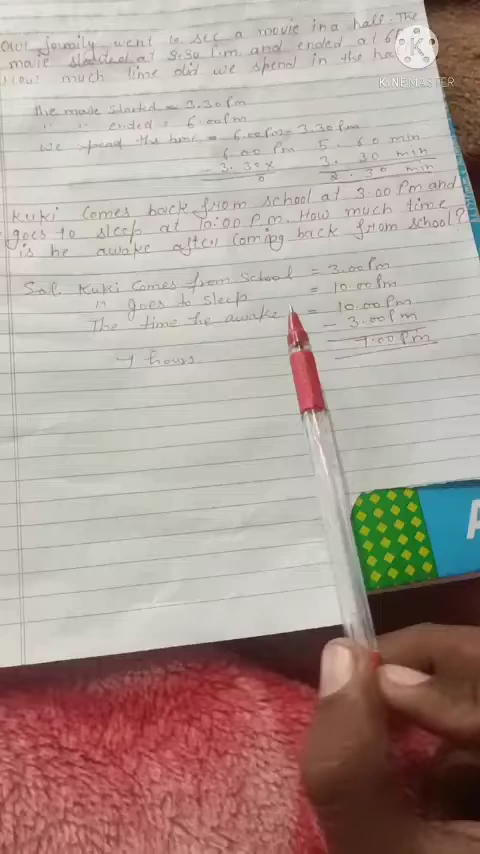 Our family went to see a movie in a hall. The
movie started at 3.30 P.m. and ended at 6P
How much time did we spend in the ha
KINEMASTER
The movie started = 3.30 Pm
" " ended = 6.00 Pm
We spend the time = 6.00 Pm - 3.30 Pm
6.00 Pm 5. 60 min
- 3.30 x 3. 30 min
0 2. 30 min
Kuki comes back from school at 3.00 Pm and
goes to sleep at 10:00 P.m. How much time
is he awake after coming back from school?
Sol. Kuki comes from school = 3.00 Pm
" goes to sleep = 10.00 Pm
The time he awake = 10.00 Pm
- 3.00 Pm
7 hours 7.00 Pm